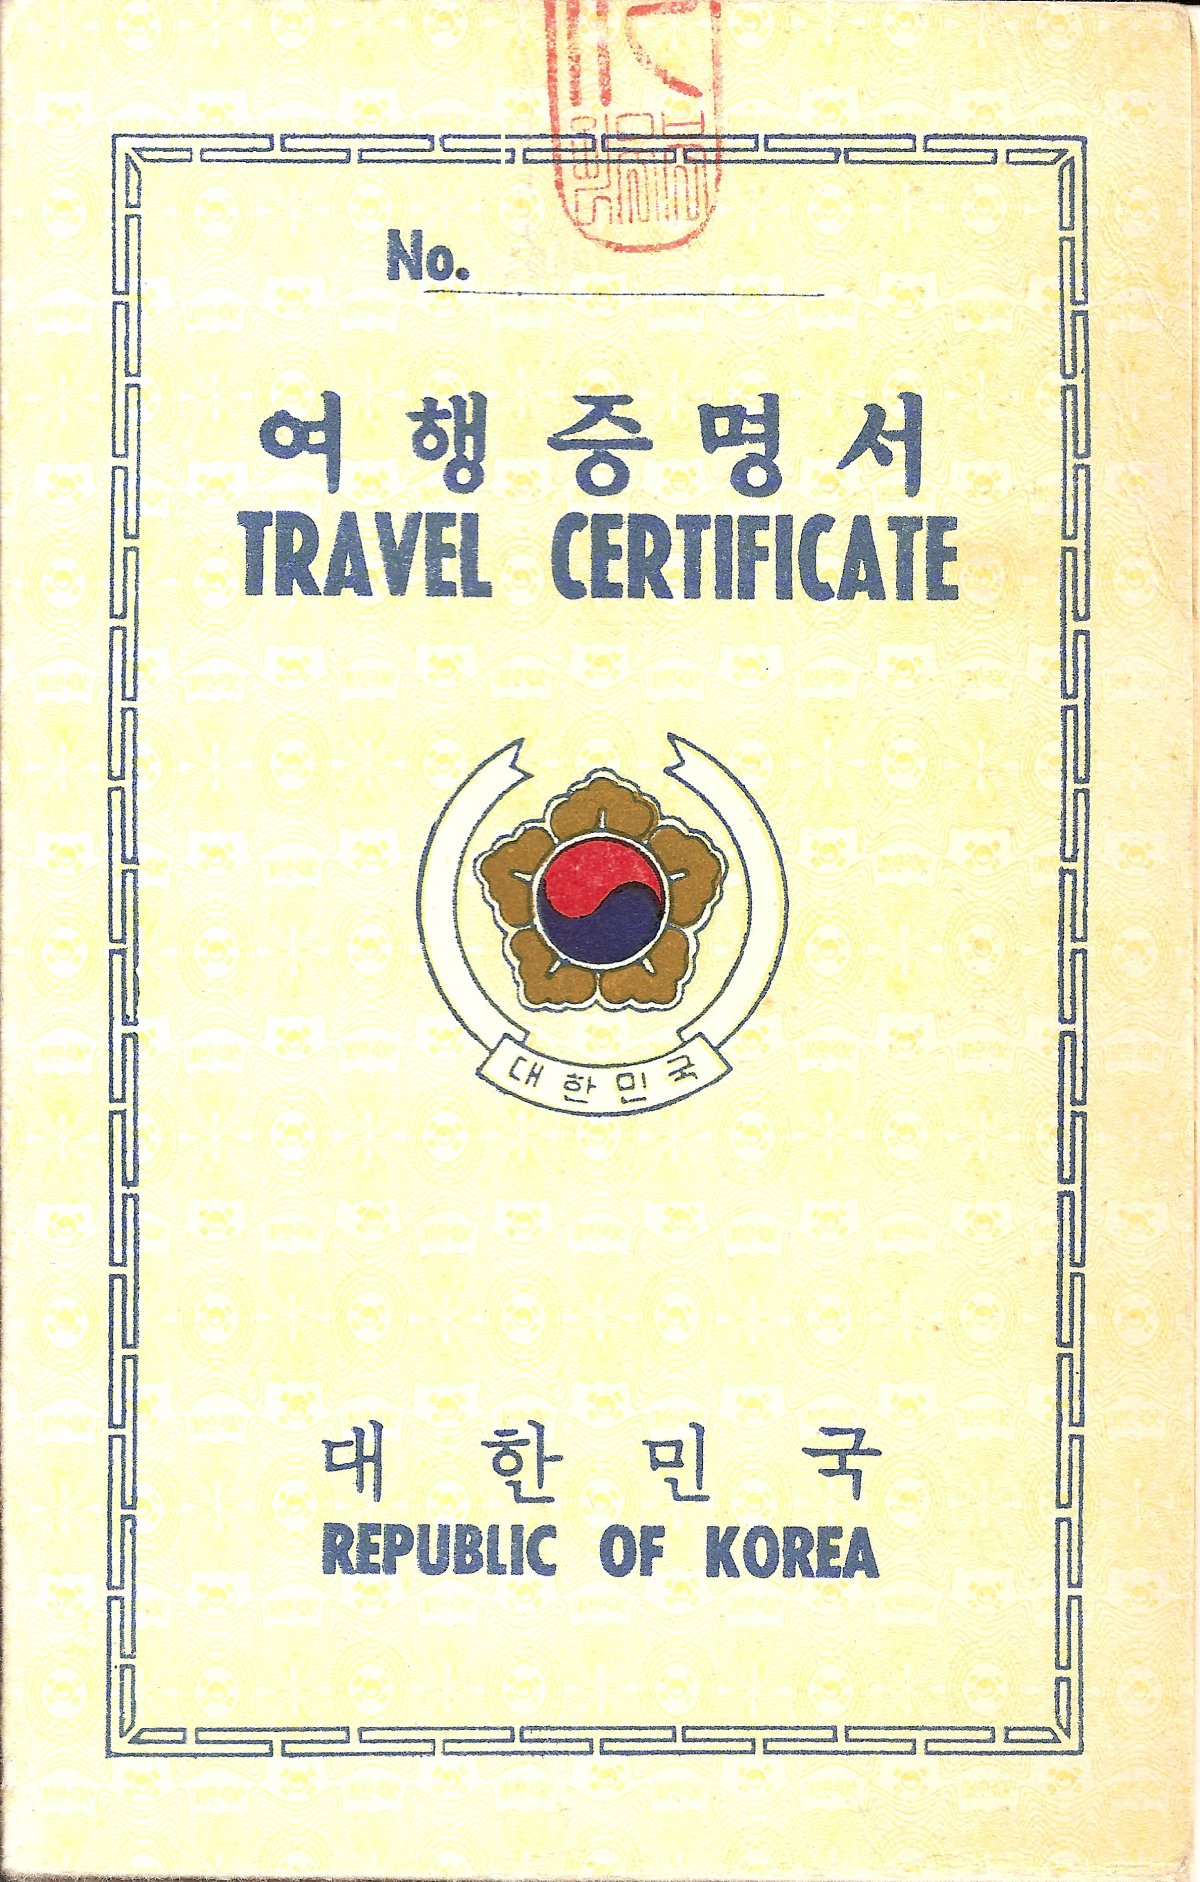 No.
여 행 증 명 서
TRAVEL CERTIFICATE
대 한 민 국
대 한 민 국
REPUBLIC OF KOREA